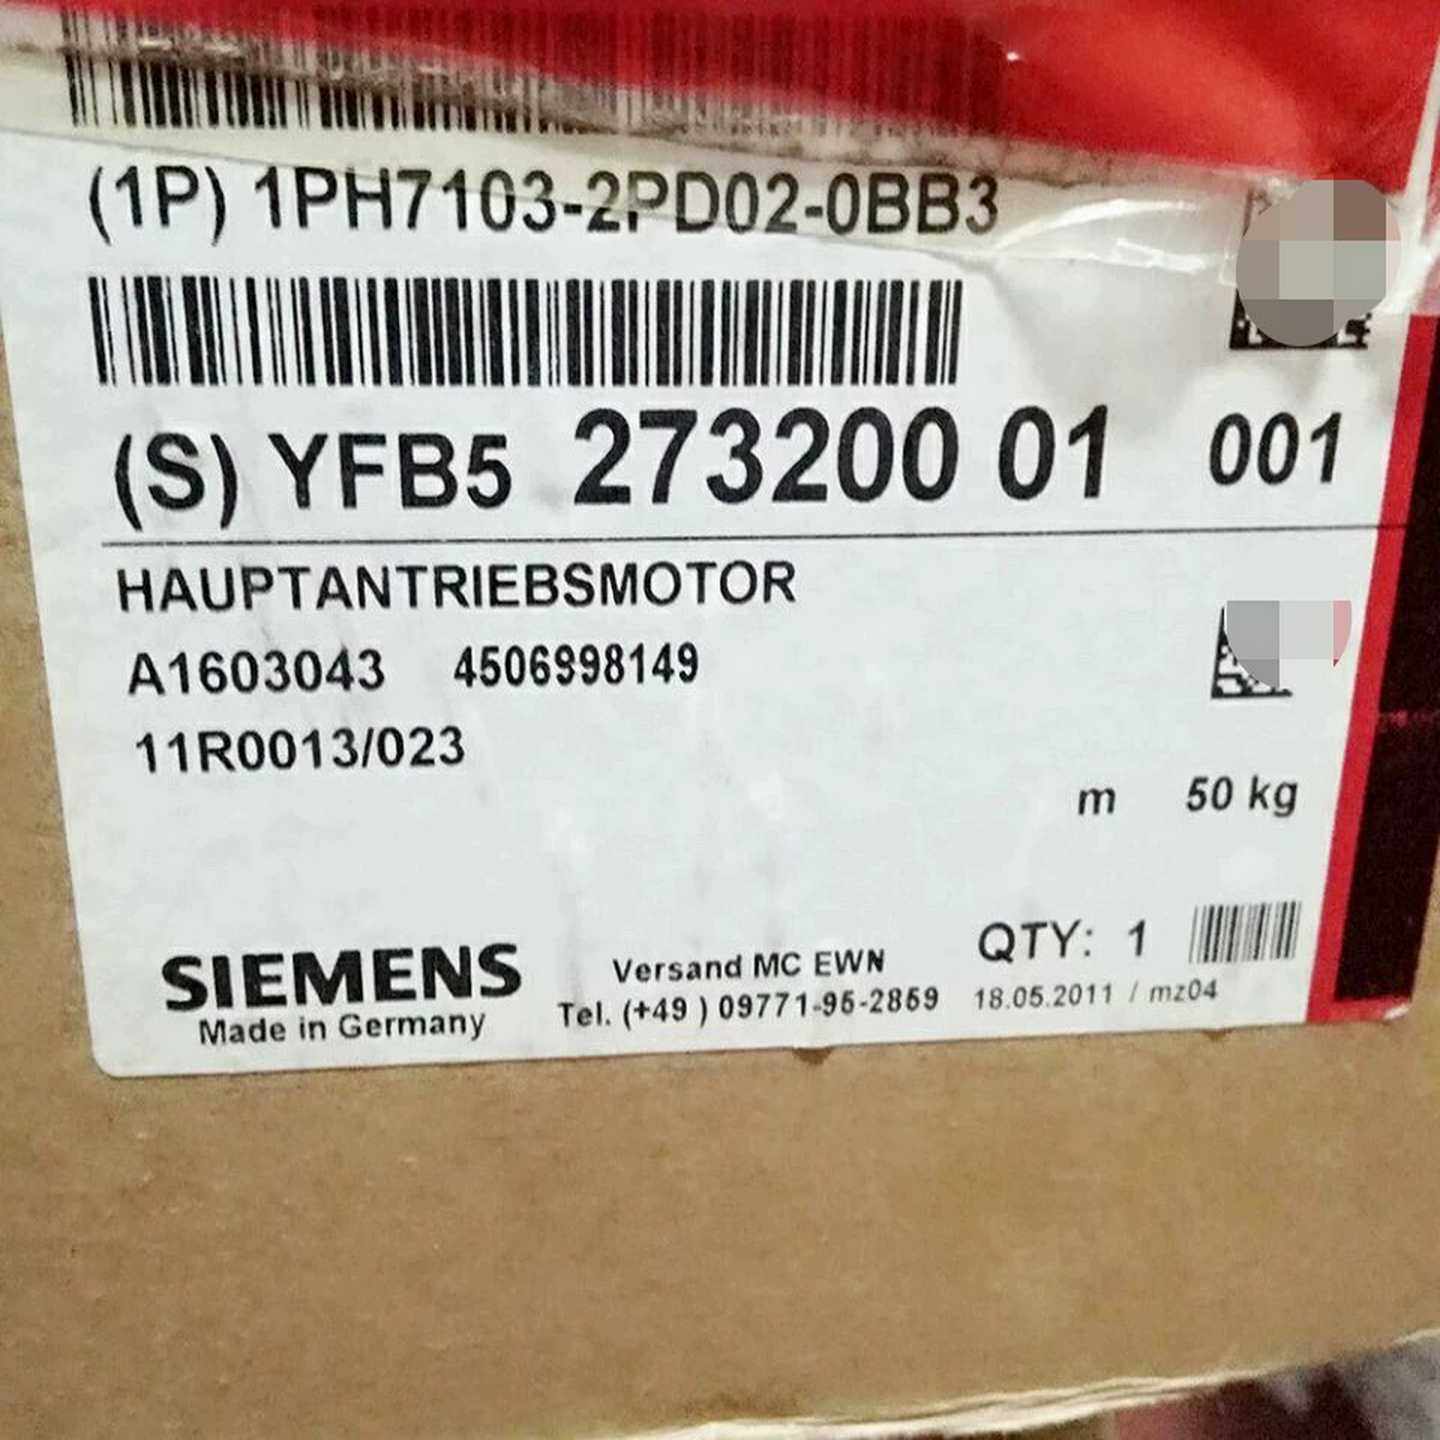 (1P) 1PH7103-2PD02-0BB3
(S) YFB5 273200 01 001
HAUPTANTRIEBSMOTOR
A1603043 4506998149
11R0013/023
m 50 kg
SIEMENS
Made in Germany
Versand MC EWN
Tel. (+49 ) 09771-95-2859
QTY: 1
18.05.2011 / mz04